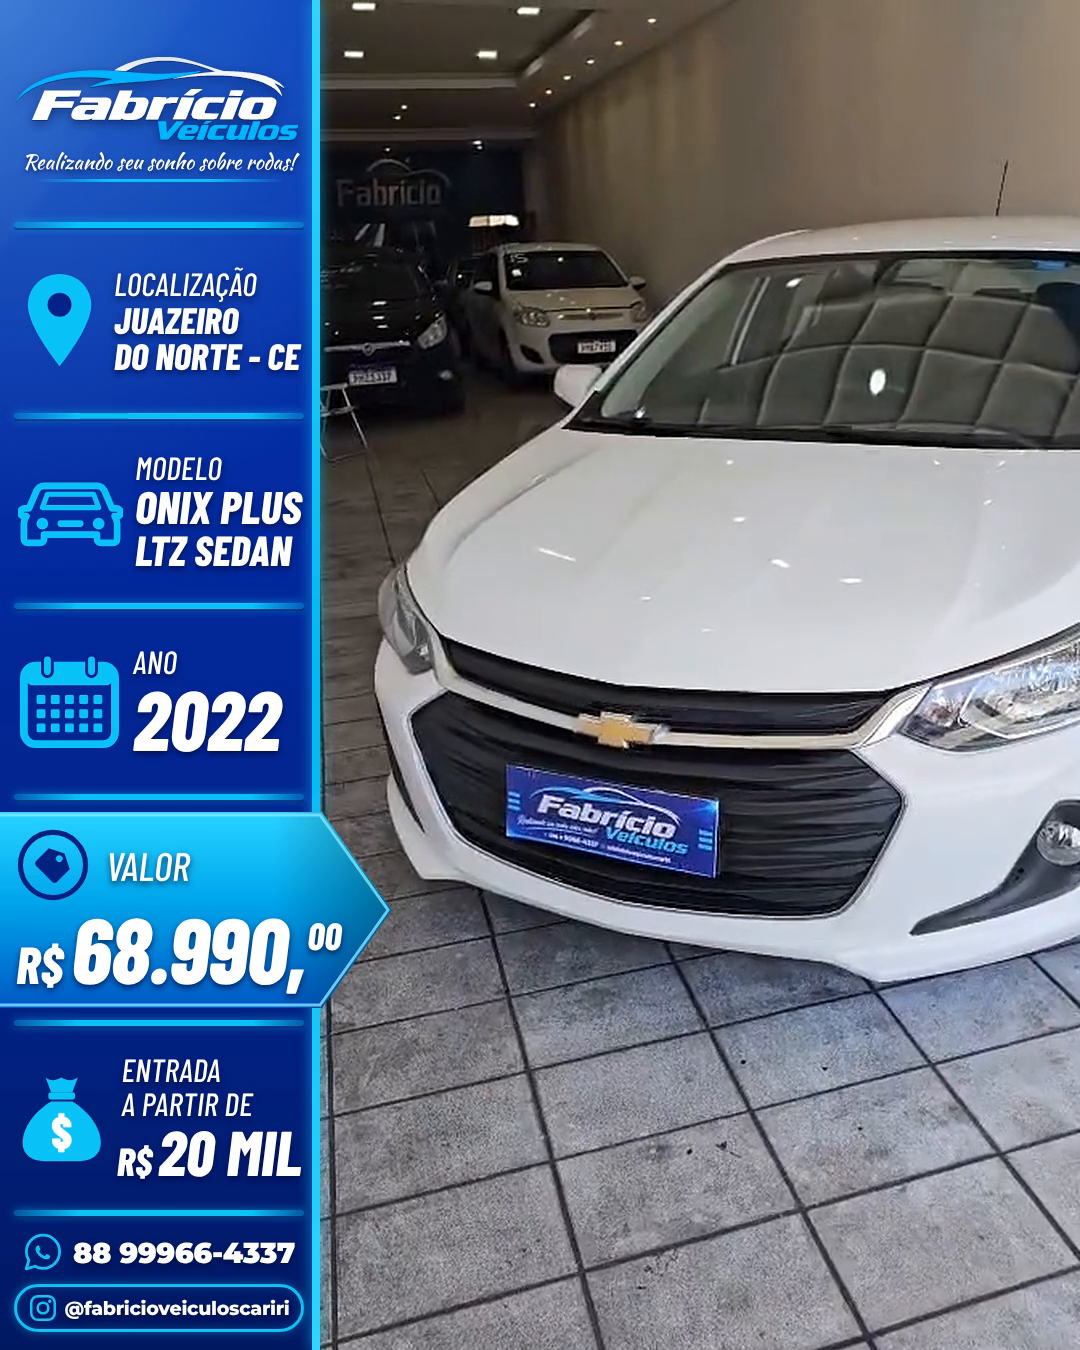 Fabrício
Veículos
Realizando seu sonho sobre rodas!
LOCALIZAÇÃO
JUAZEIRO
DO NORTE - CE
MODELO
ONIX PLUS
LTZ SEDAN
ANO
2022
VALOR
R$ 68.990,00
ENTRADA
A PARTIR DE
R$ 20 MIL
88 99966-4337
@fabricioveiculoscariri
Fabrício
Fabrício
Veículos